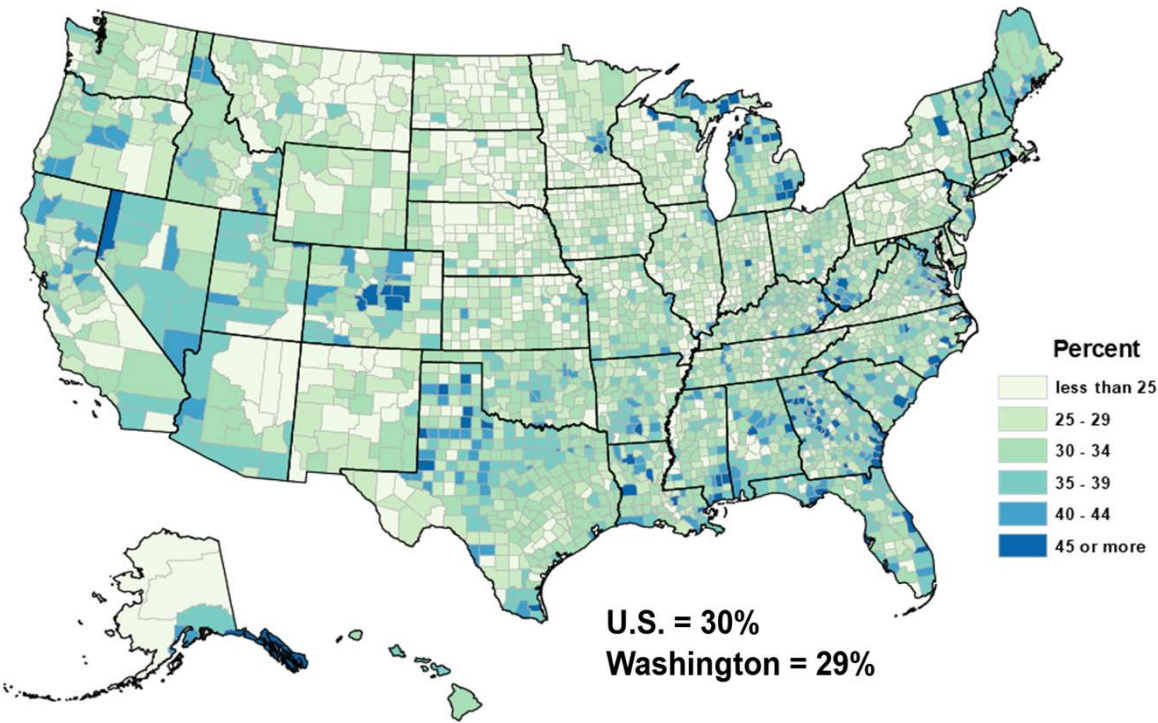 Percent
less than 25
25 - 29
30 - 34
35 - 39
40 - 44
45 or more
U.S. = 30%
Washington = 29%